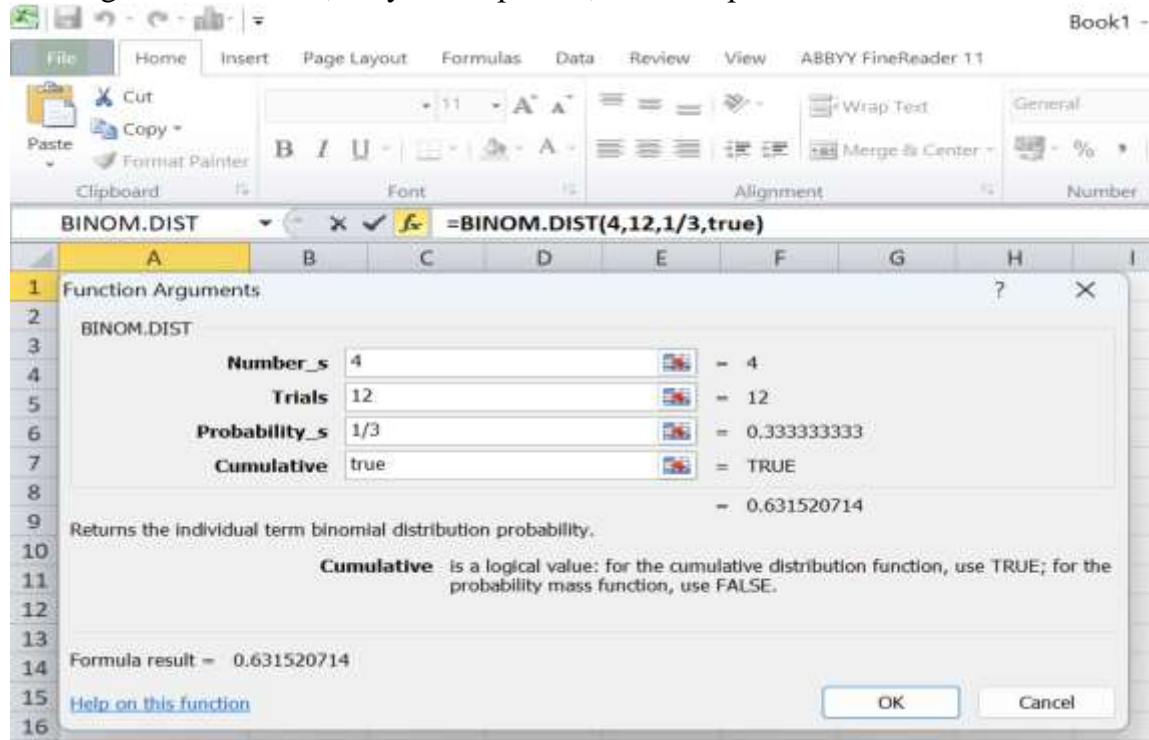 Book1 -
File Home Insert Page Layout Formulas Data Review View ABBYY FineReader 11
Cut
Copy
Paste
Format Painter
11 A A
B I U A
Wrap Text
Merge & Center
General
% ,
Clipboard Font Alignment Number
BINOM.DIST fx =BINOM.DIST(4,12,1/3,true)
A B C D E F G H I
1
2
3
4
5
6
7
8
9
10
11
12
13
14
15
16
Function Arguments ?
BINOM.DIST
Number_s 4 = 4
Trials 12 = 12
Probability_s 1/3 = 0.333333333
Cumulative true = TRUE
= 0.631520714
Returns the individual term binomial distribution probability.
Cumulative is a logical value: for the cumulative distribution function, use TRUE; for the
probability mass function, use FALSE.
Formula result = 0.631520714
Help on this function OK Cancel